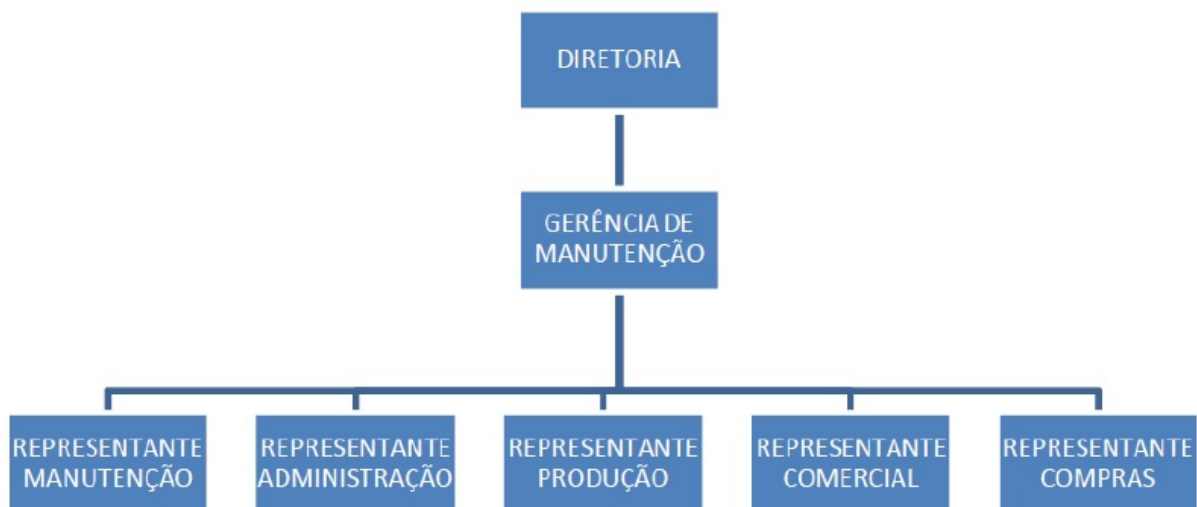 DIRETORIA
GERÊNCIA DE
MANUTENÇÃO
REPRESENTANTE
MANUTENÇÃO
REPRESENTANTE
ADMINISTRAÇÃO
REPRESENTANTE
PRODUÇÃO
REPRESENTANTE
COMERCIAL
REPRESENTANTE
COMPRAS